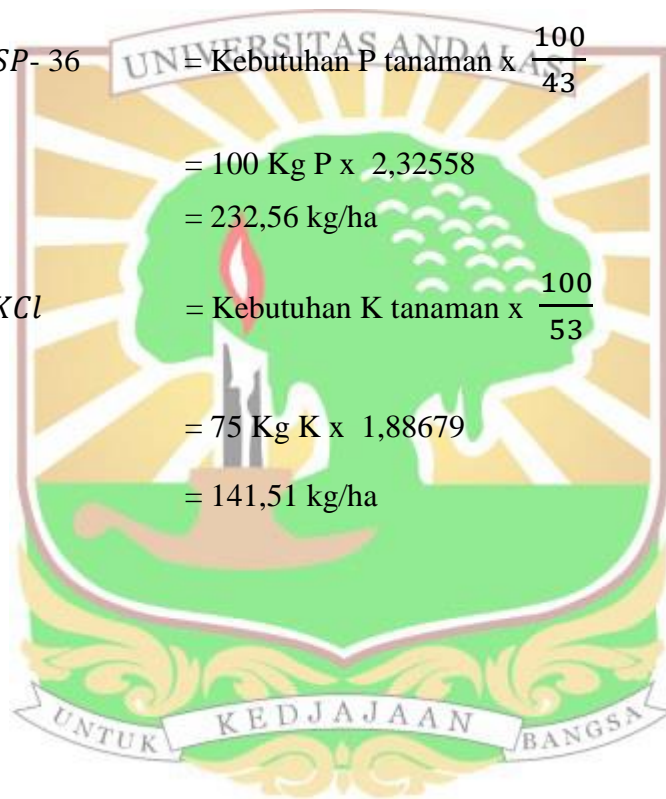 UNIVERSITAS ANDALAS
SP- 36 = Kebutuhan P tanaman x 100/43
= 100 Kg P x 2,32558
= 232,56 kg/ha
KCl = Kebutuhan K tanaman x 100/53
= 75 Kg K x 1,88679
= 141,51 kg/ha
UNTUK KEDJAJAAN BANGSA